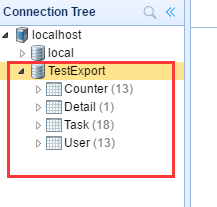 Connection Tree
localhost
local
TestExport
Counter (13)
Detail (1)
Task (18)
User (13)